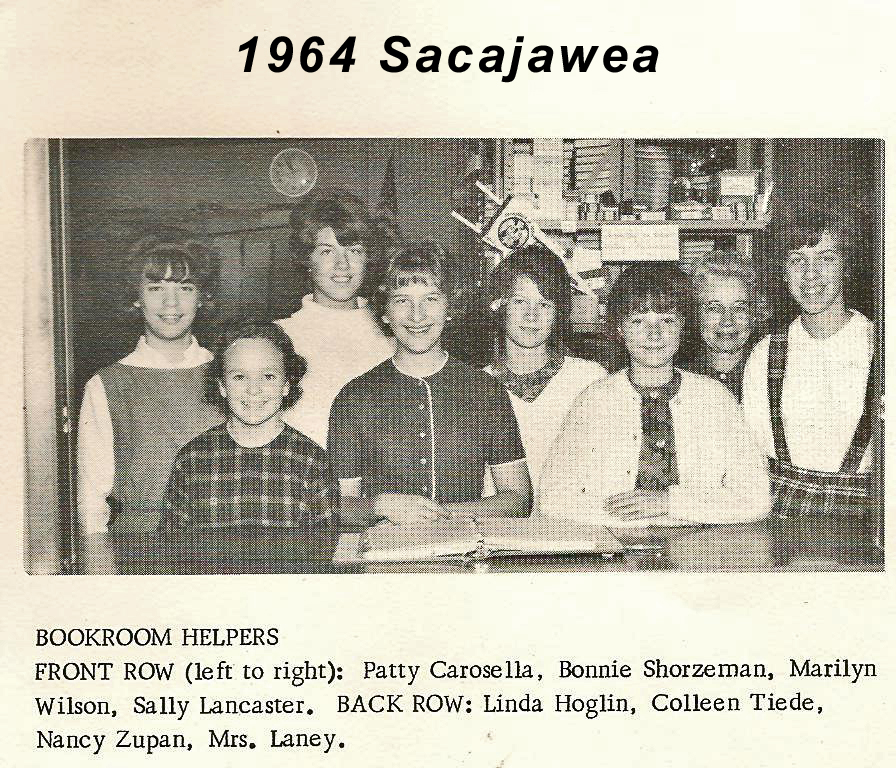 1964 Sacajawea
BOOKROOM HELPERS
FRONT ROW (left to right): Patty Carosella, Bonnie Shorzeman, Marilyn
Wilson, Sally Lancaster. BACK ROW: Linda Hoglin, Colleen Tiede,
Nancy Zupan, Mrs. Laney.